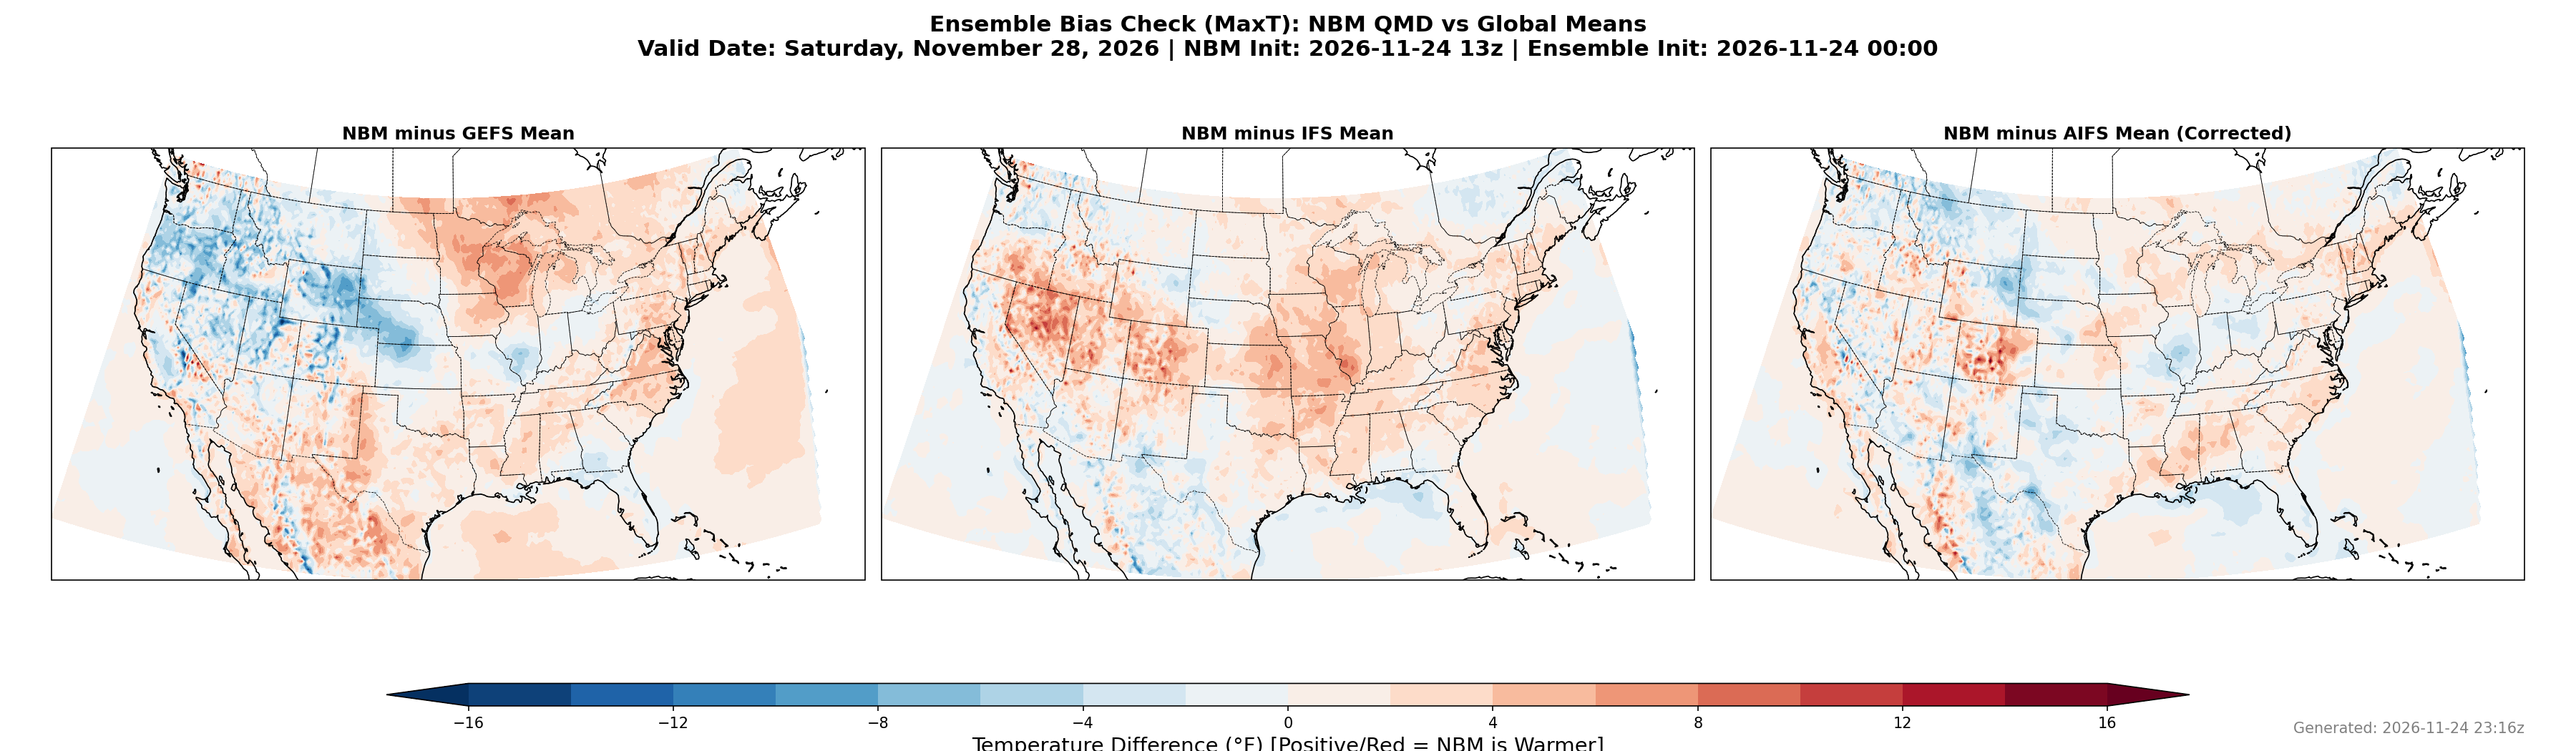 Ensemble Bias Check (MaxT): NBM QMD vs Global Means
Valid Date: Saturday, November 28, 2026 | NBM Init: 2026-11-24 13z | Ensemble Init: 2026-11-24 00:00
NBM minus GEFS Mean
NBM minus IFS Mean
NBM minus AIFS Mean (Corrected)
−16 −12 −8 −4 0 4 8 12 16
Temperature Difference (°F) [Positive/Red = NBM is Warmer]
Generated: 2026-11-24 23:16z